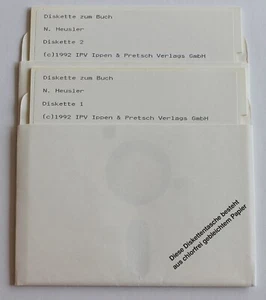 Diskette zum Buch
N. Heusler
Diskette 2
(c)1992 IPV Ippen & Pretsch Verlags GmbH
Diskette zum Buch
N. Heusler
Diskette 1
(c)1992 IPV Ippen & Pretsch Verlags GmbH
Diese Diskettentasche besteht
aus chlorfrei gebleichtem Papier